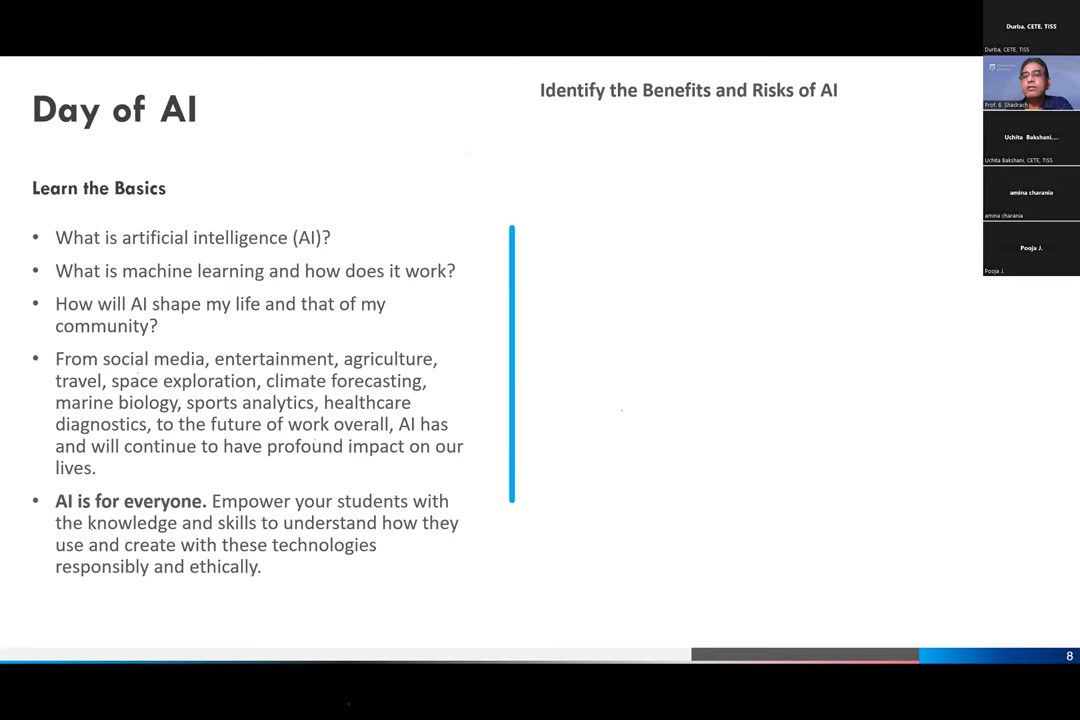 Day of AI
Learn the Basics
• What is artificial intelligence (AI)?
• What is machine learning and how does it work?
• How will AI shape my life and that of my
community?
• From social media, entertainment, agriculture,
travel, space exploration, climate forecasting,
marine biology, sports analytics, healthcare
diagnostics, to the future of work overall, AI has
and will continue to have profound impact on our
lives.
• AI is for everyone. Empower your students with
the knowledge and skills to understand how they
use and create with these technologies
responsibly and ethically.
Identify the Benefits and Risks of AI
8
Durba, CETE, TISS
Durba, CETE, TISS
Prof. B. Shadrach
Uchita Bakshani,...
Uchita Bakshani, CETE, TISS
amina charania
amina charania
Pooja J.
Pooja J.